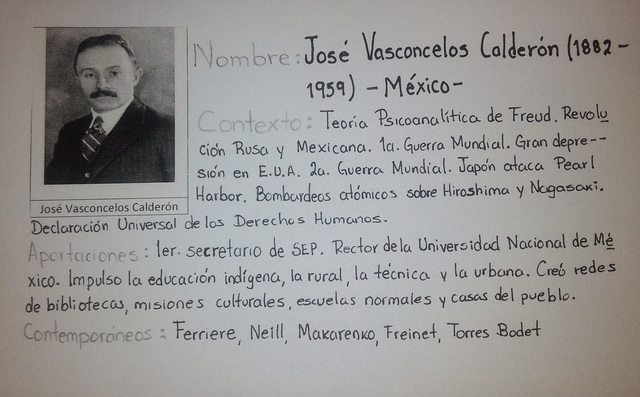 Nombre: José Vasconcelos Calderón (1882-
1959) - México-
Contexto: Teoría Psicoanalítica de Freud. Revolu
ción Rusa y Mexicana. 1a. Guerra Mundial. Gran depre--
sión en E.U.A. 2a. Guerra Mundial. Japón ataca Pearl
Harbor. Bombardeos atómicos sobre Hiroshima y Nagasaki.
José Vasconcelos Calderón
Declaración Universal de los Derechos Humanos.
Aportaciones: 1er. secretario de SEP. Rector de la Universidad Nacional de Mé
xico. Impulso la educación indígena, la rural, la técnica y la urbana. Creó redes
de bibliotecas, misiones culturales, escuelas normales y casas del pueblo.
Contemporáneos: Ferriere, Neill, Makarenko, Freinet, Torres Bodet